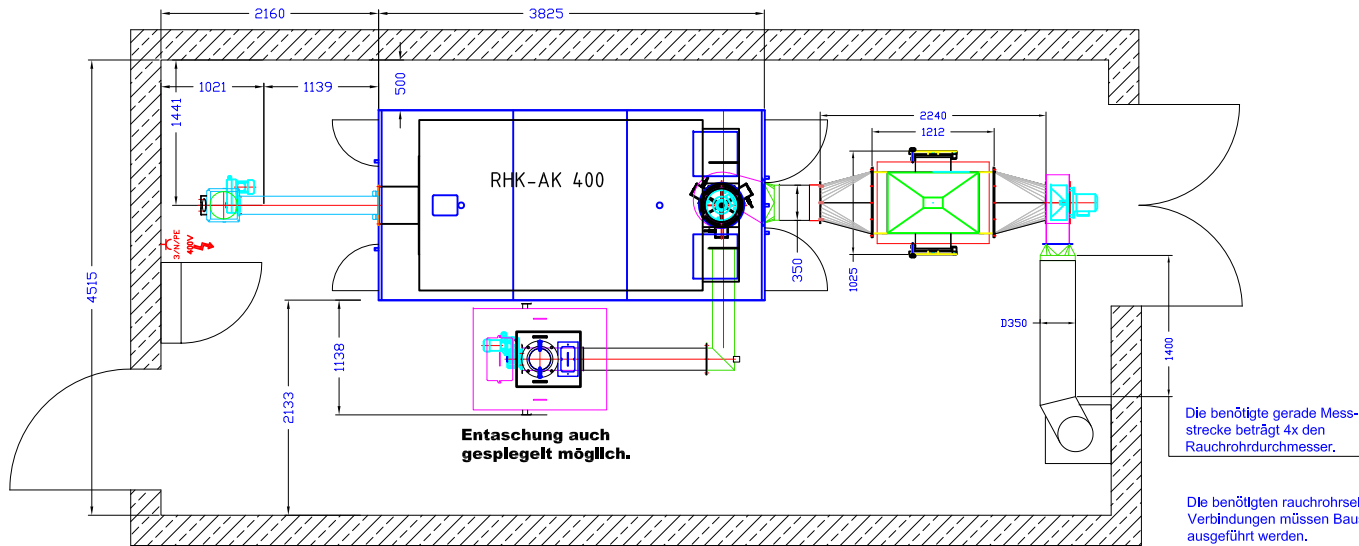 2160
3825
1021
1139
500
1441
2240
1212
RHK-AK 400
3/N/PE
400V
4515
350
1025
D350
1400
1138
2133
Entaschung auch
gespiegelt möglich.
Die benötigte gerade Mess-
strecke beträgt 4x den
Rauchrohrdurchmesser.
Die benötigten rauchrohrsei
Verbindungen müssen Baus
ausgeführt werden.